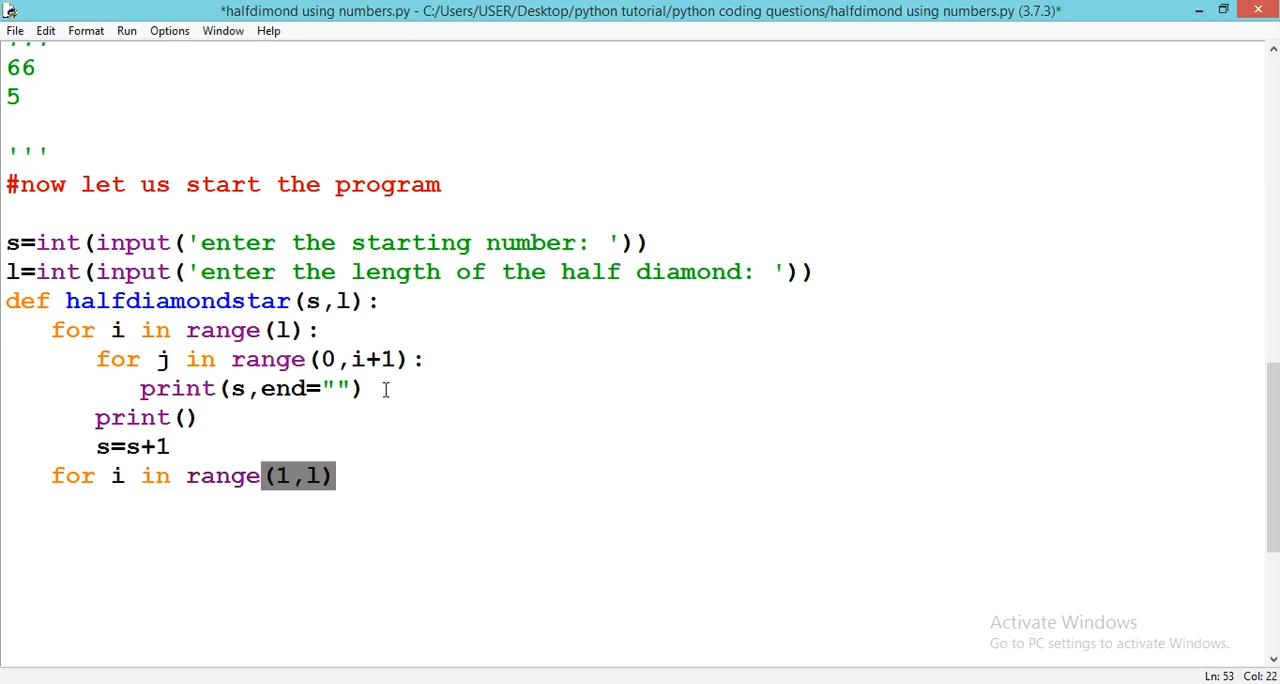 *halfdimond using numbers.py - C:/Users/USER/Desktop/python tutorial/python coding questions/halfdimond using numbers.py (3.7.3)*
File Edit Format Run Options Window Help
66
5
'''
#now let us start the program
s=int(input('enter the starting number: '))
l=int(input('enter the length of the half diamond: '))
def halfdiamondstar(s,l):
for i in range(l):
for j in range(0,i+1):
print(s,end="")
print()
s=s+1
for i in range(1,l)
Activate Windows
Go to PC settings to activate Windows.
Ln: 53 Col: 22